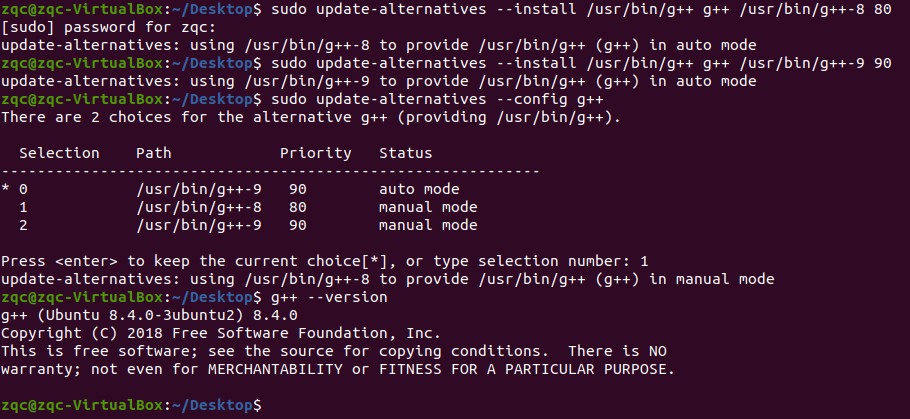 zqc@zqc-VirtualBox:~/Desktop$ sudo update-alternatives --install /usr/bin/g++ g++ /usr/bin/g++-8 80
[sudo] password for zqc:
update-alternatives: using /usr/bin/g++-8 to provide /usr/bin/g++ (g++) in auto mode
zqc@zqc-VirtualBox:~/Desktop$ sudo update-alternatives --install /usr/bin/g++ g++ /usr/bin/g++-9 90
update-alternatives: using /usr/bin/g++-9 to provide /usr/bin/g++ (g++) in auto mode
zqc@zqc-VirtualBox:~/Desktop$ sudo update-alternatives --config g++
There are 2 choices for the alternative g++ (providing /usr/bin/g++).

  Selection    Path            Priority   Status
------------------------------------------------------------
* 0            /usr/bin/g++-9   90        auto mode
  1            /usr/bin/g++-8   80        manual mode
  2            /usr/bin/g++-9   90        manual mode

Press <enter> to keep the current choice[*], or type selection number: 1
update-alternatives: using /usr/bin/g++-8 to provide /usr/bin/g++ (g++) in manual mode
zqc@zqc-VirtualBox:~/Desktop$ g++ --version
g++ (Ubuntu 8.4.0-3ubuntu2) 8.4.0
Copyright (C) 2018 Free Software Foundation, Inc.
This is free software; see the source for copying conditions.  There is NO
warranty; not even for MERCHANTABILITY or FITNESS FOR A PARTICULAR PURPOSE.

zqc@zqc-VirtualBox:~/Desktop$